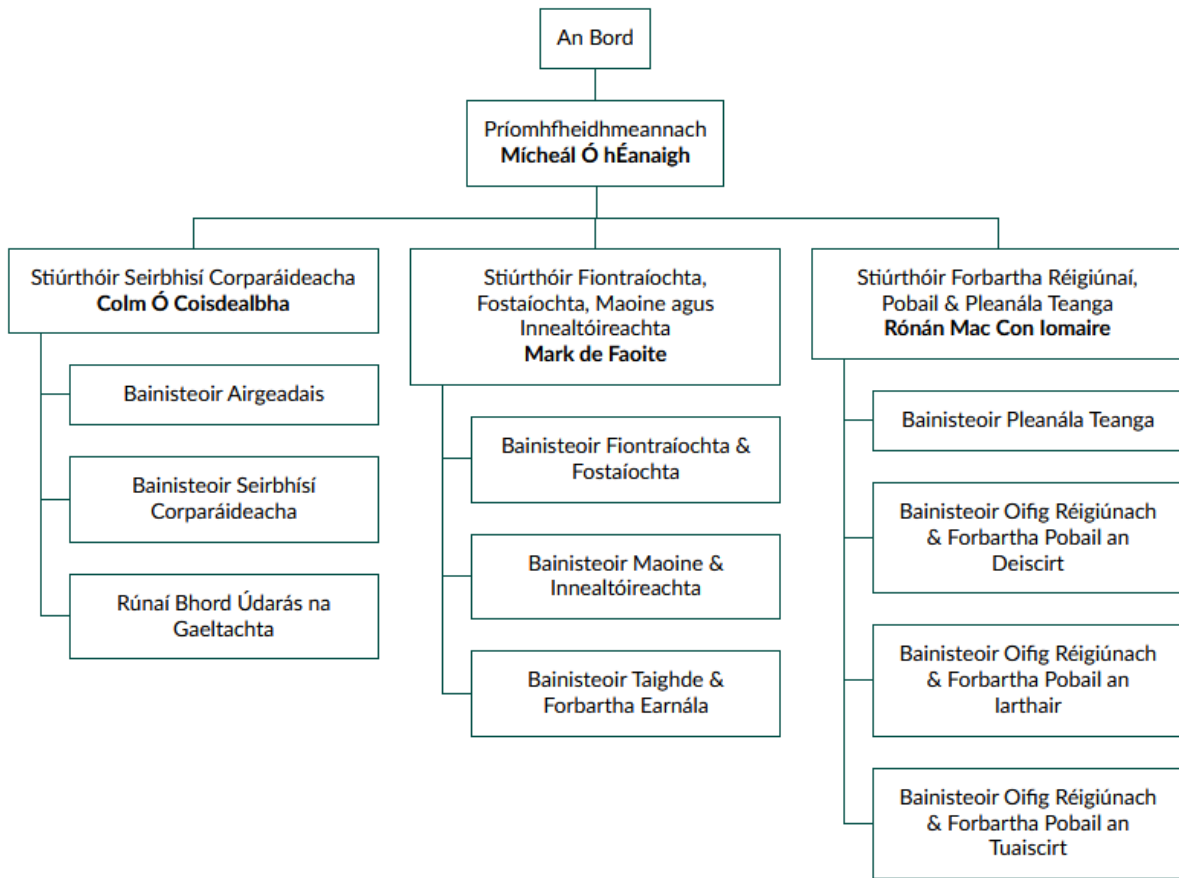 An Bord
Príomhfheidhmeannach
Mícheál Ó hÉanaigh
Stiúrthóir Seirbhisí Corparáideacha
Colm Ó Coisdealbha
Bainisteoir Airgeadais
Bainisteoir Seirbhísí
Corparáideacha
Rúnaí Bhord Údarás na
Gaeltachta
Stiúrthóir Fiontraíochta,
Fostaíochta, Maoine agus
Innealtóireachta
Mark de Faoite
Bainisteoir Fiontraíochta &
Fostaíochta
Bainisteoir Maoine &
Innealtóireachta
Bainisteoir Taighde &
Forbartha Earnála
Stiúrthóir Forbartha Réigiúnaí,
Pobail & Pleanála Teanga
Rónán Mac Con Iomaire
Bainisteoir Pleanála Teanga
Bainisteoir Oifig Réigiúnach
& Forbartha Pobail an
Deiscirt
Bainisteoir Oifig Réigiúnach
& Forbartha Pobail an
Iarthair
Bainisteoir Oifig Réigiúnach
& Forbartha Pobail an
Tuaiscirt